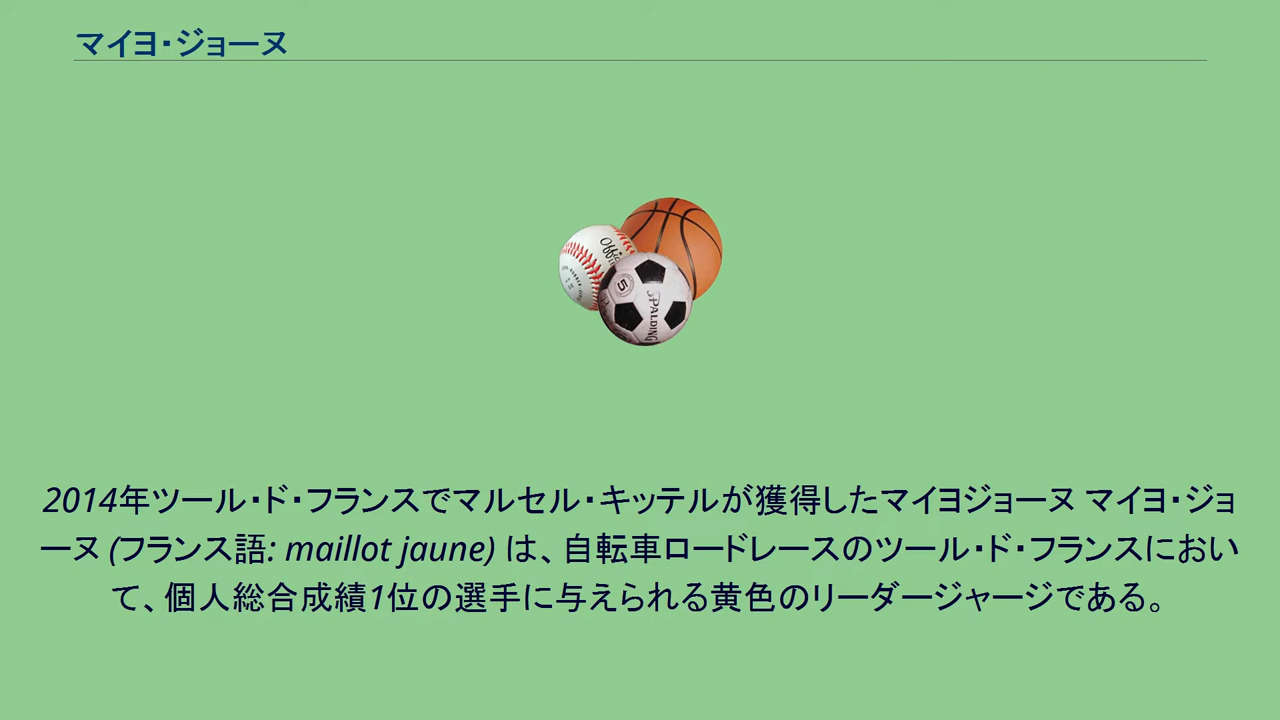 マイヨ・ジョーヌ
SPALDING
5
2014年ツール・ド・フランスでマルセル・キッテルが獲得したマイヨジョーヌ マイヨ・ジョ
ーヌ (フランス語: maillot jaune) は、自転車ロードレースのツール・ド・フランスにおい
て、個人総合成績1位の選手に与えられる黄色のリーダージャージである。